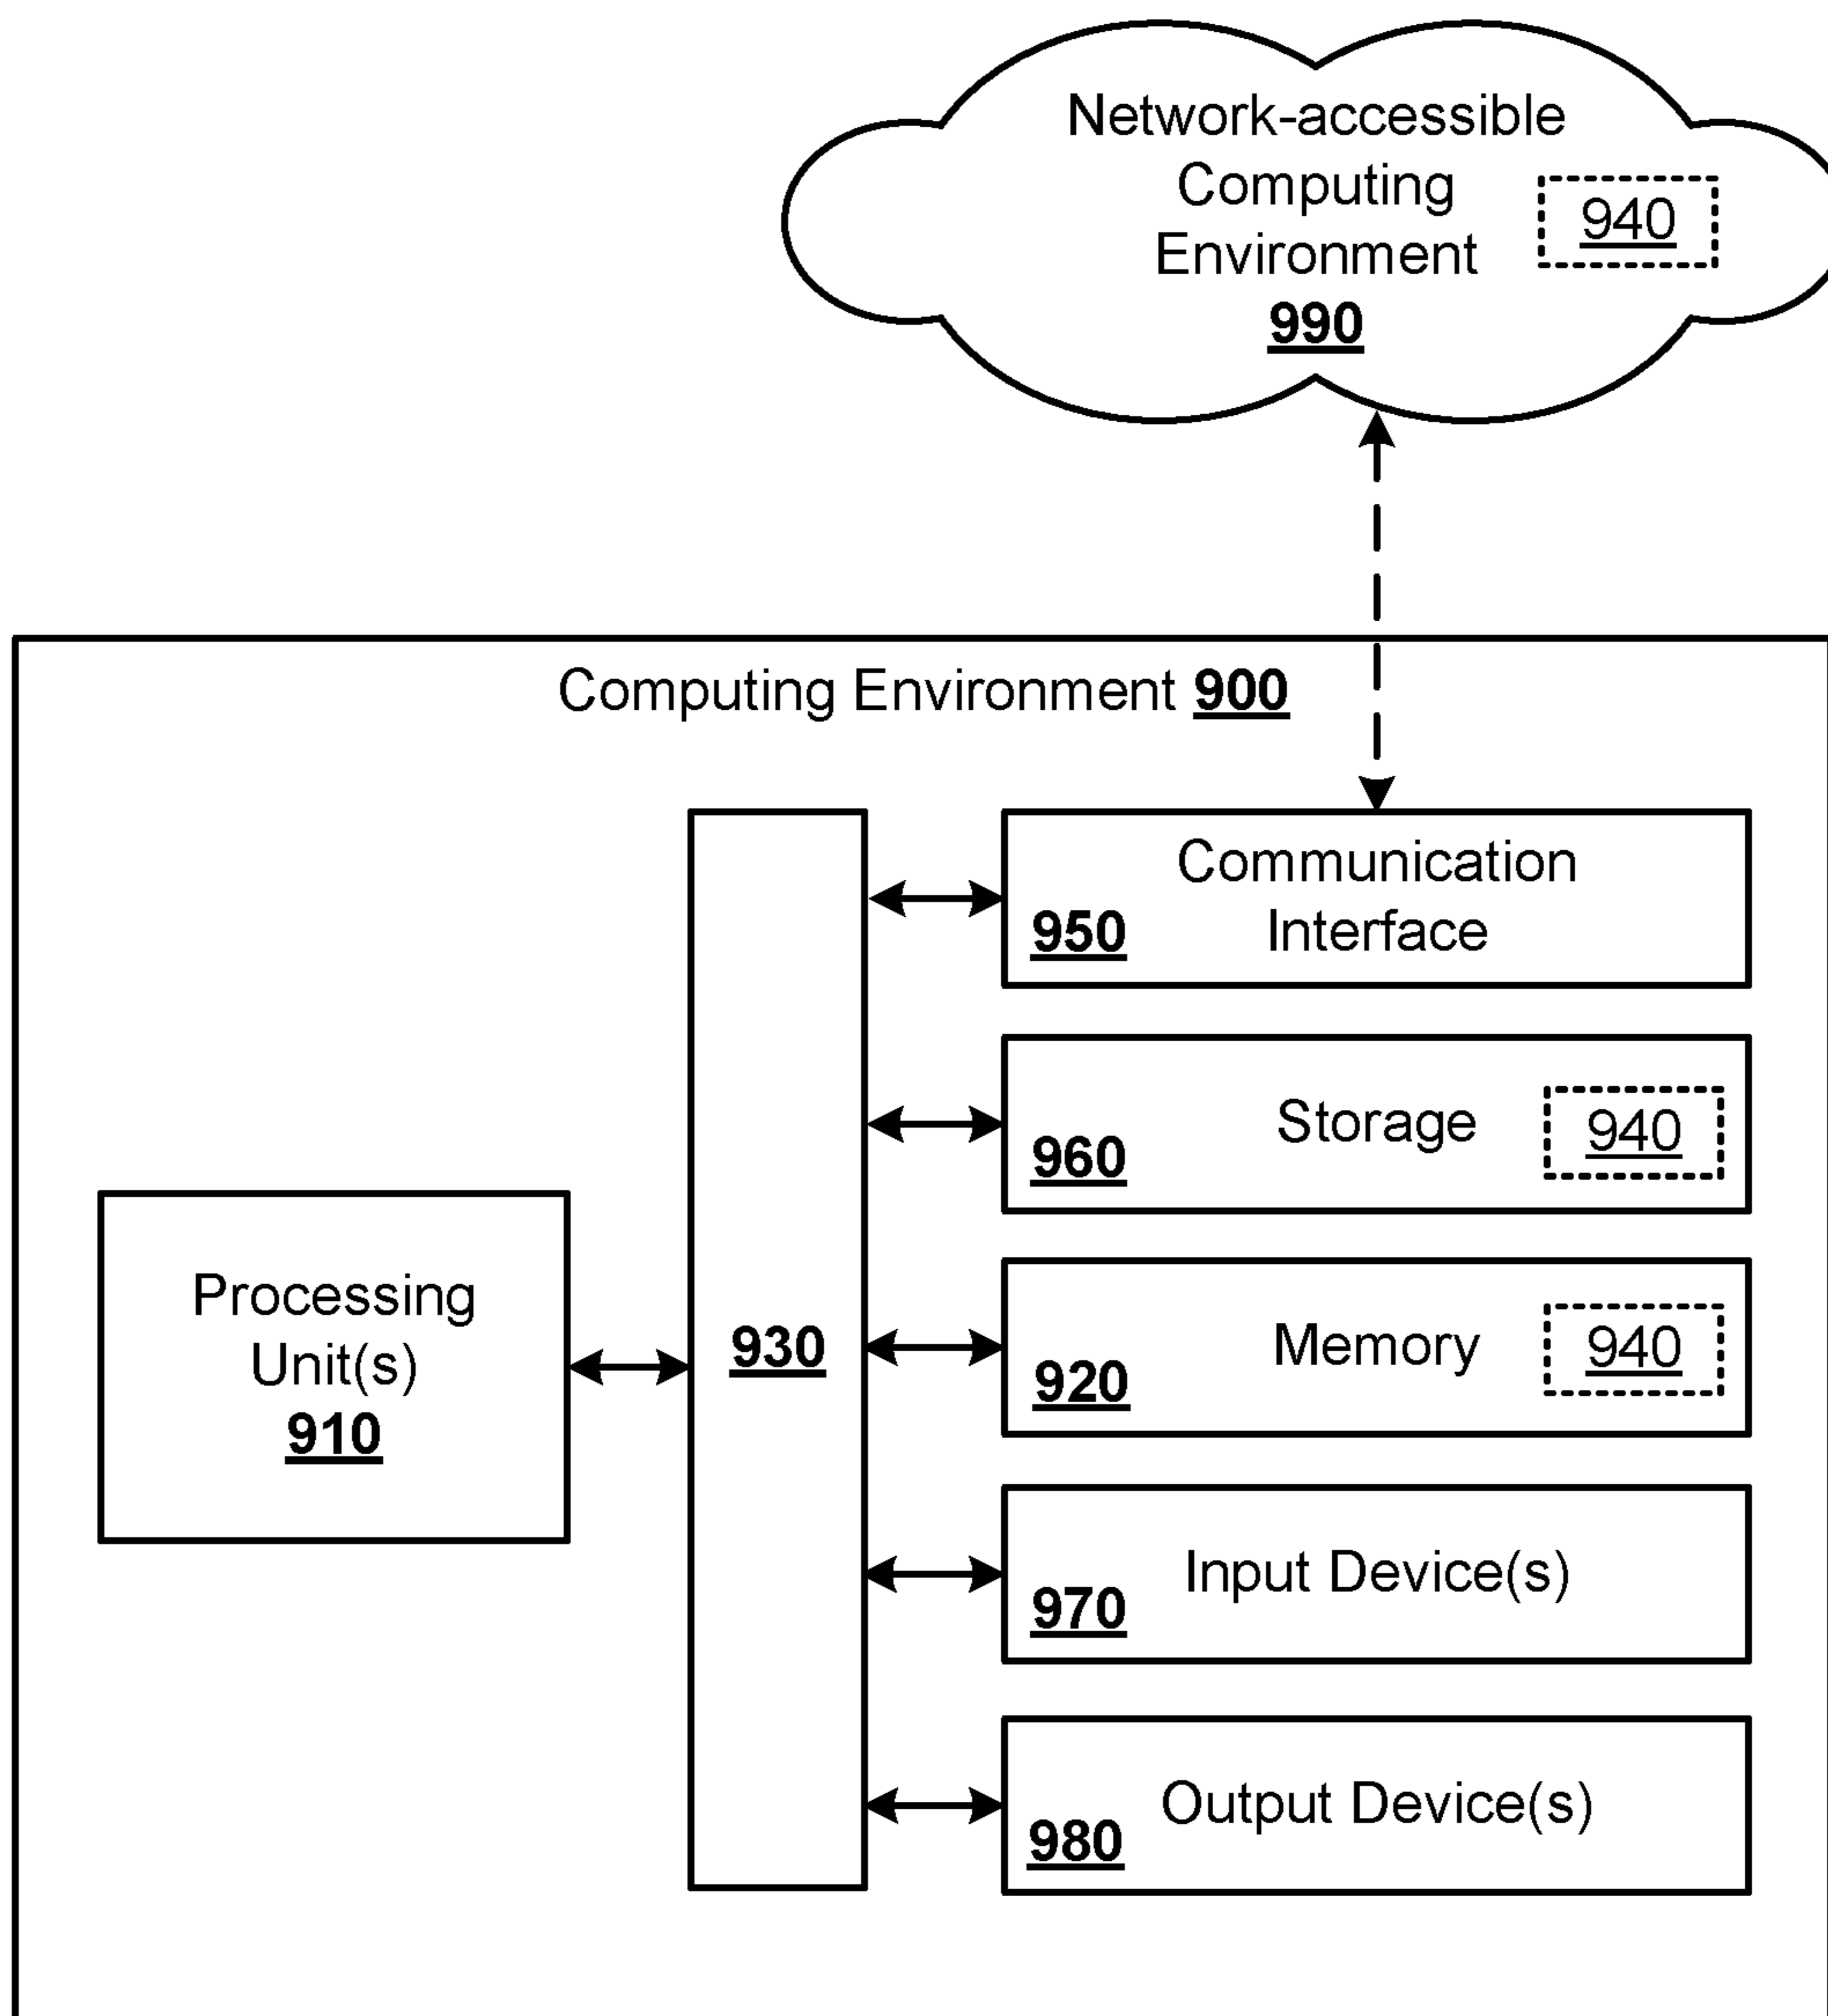 Network-accessible
Computing
940
Environment
990
Computing Environment 900
Communication
Interface
950
Storage
940
960
Processing
Unit(s)
910
930
Memory
940
920
Input Device(s)
970
Output Device(s)
980